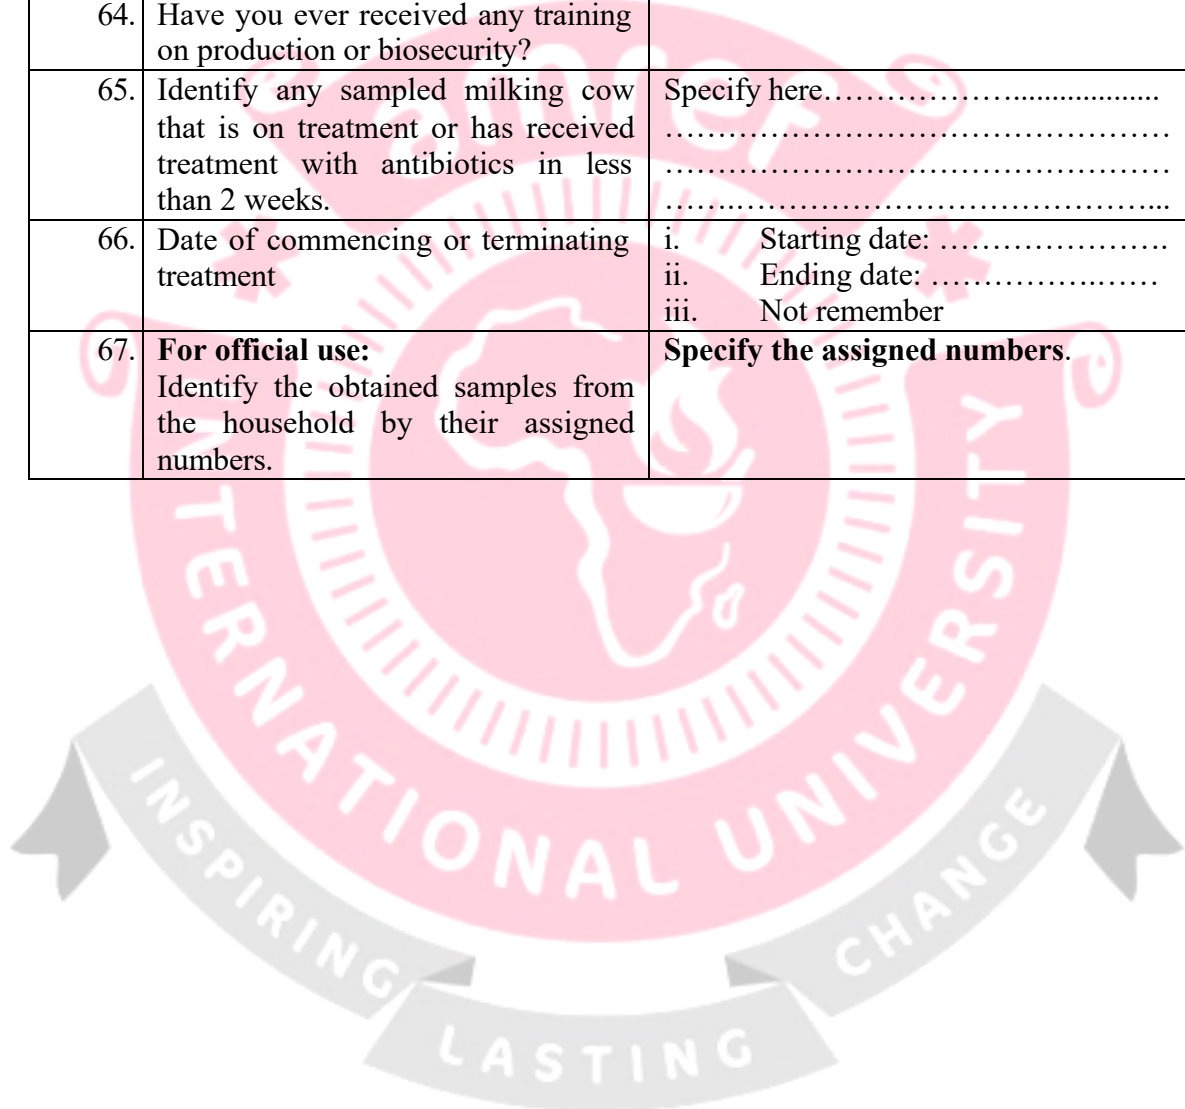 64. Have you ever received any training
on production or biosecurity?
65. Identify any sampled milking cow
that is on treatment or has received
treatment with antibiotics in less
than 2 weeks.
Specify here…………………..................
…………………………………………
…………………………………………
…….…………………………………...
66. Date of commencing or terminating
treatment
i. Starting date: ………………….
ii. Ending date: …………….……
iii. Not remember
67. For official use:
Identify the obtained samples from
the household by their assigned
numbers.
Specify the assigned numbers.
amref
INTERNATIONAL UNIVERSITY
INSPIRING
LASTING
CHANGE